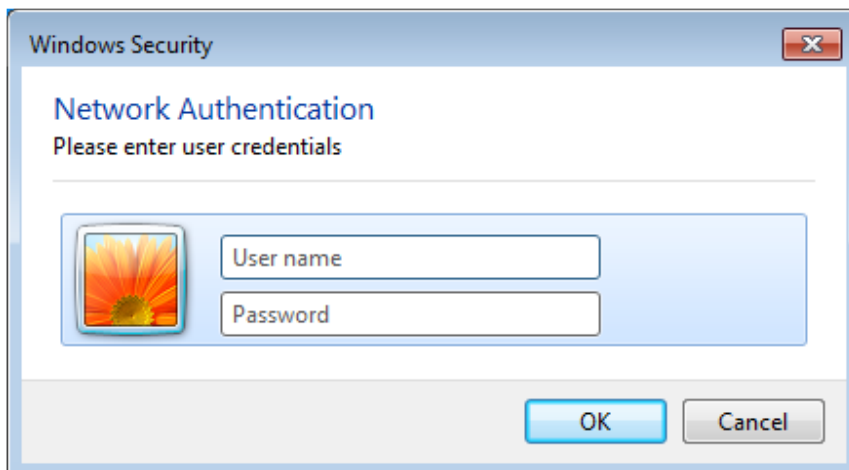 Windows Security
Network Authentication
Please enter user credentials
User name
Password
OK
Cancel